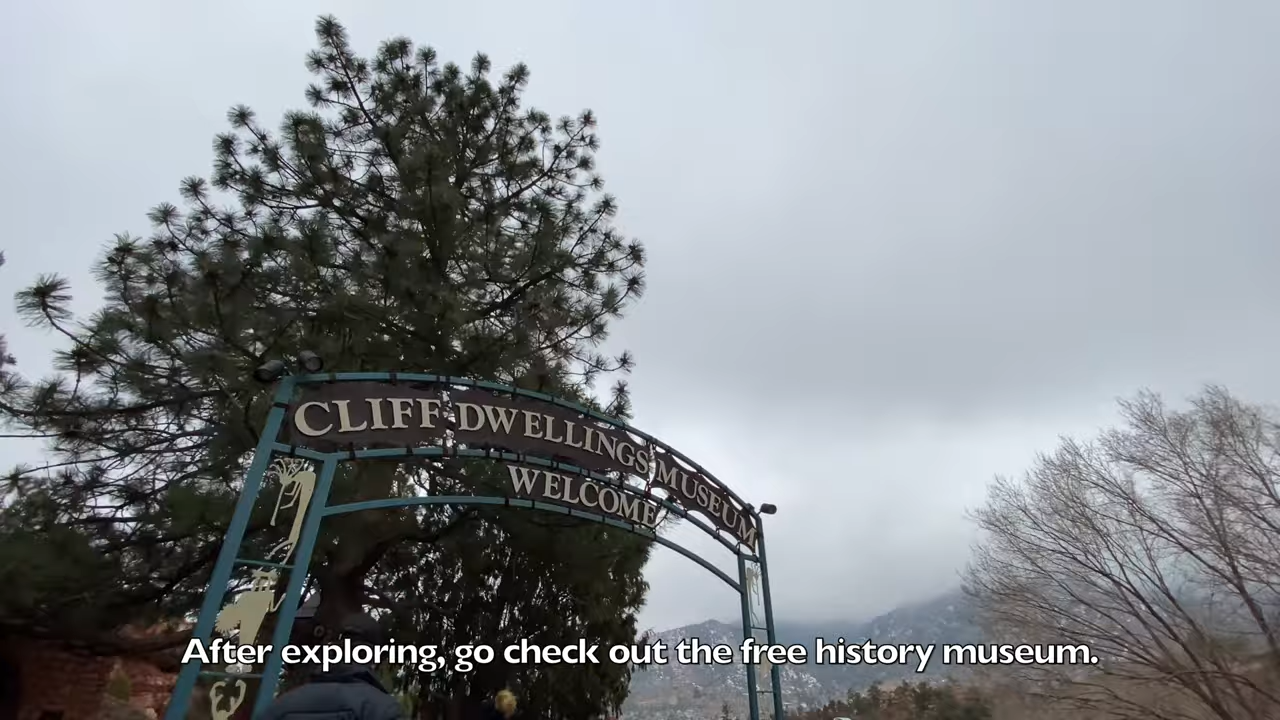 CLIFF DWELLINGS MUSEUM
WELCOME
After exploring, go check out the free history museum.